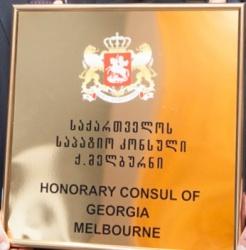 საქართველოს
საპატიო კონსული
ქ.მელბურნი
HONORARY CONSUL OF
GEORGIA
MELBOURNE